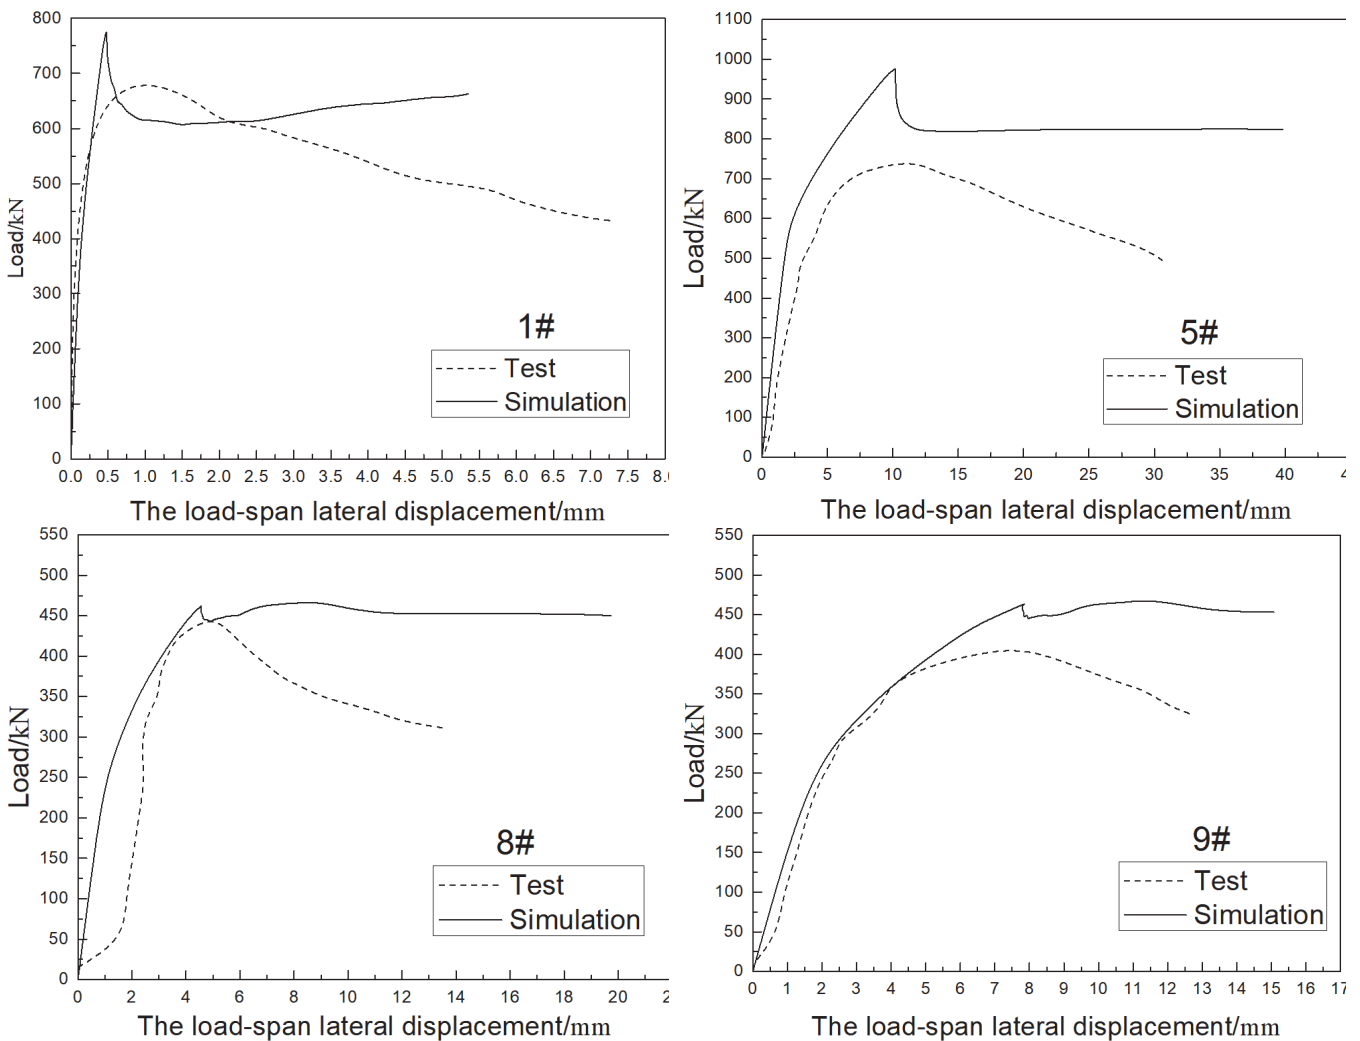 800
700
600
500
400
300
200
100
0
Load/kN
1#
Test
Simulation
0.0 0.5 1.0 1.5 2.0 2.5 3.0 3.5 4.0 4.5 5.0 5.5 6.0 6.5 7.0 7.5 8.0
The load-span lateral displacement/mm
1100
1000
900
800
700
600
500
400
300
200
100
0
Load/kN
5#
Test
Simulation
0 5 10 15 20 25 30 35 40
The load-span lateral displacement/mm
550
500
450
400
350
300
250
200
150
100
50
0
Load/kN
8#
Test
Simulation
0 2 4 6 8 10 12 14 16 18 20
The load-span lateral displacement/mm
550
500
450
400
350
300
250
200
150
100
50
0
Load/kN
9#
Test
Simulation
0 1 2 3 4 5 6 7 8 9 10 11 12 13 14 15 16 17
The load-span lateral displacement/mm